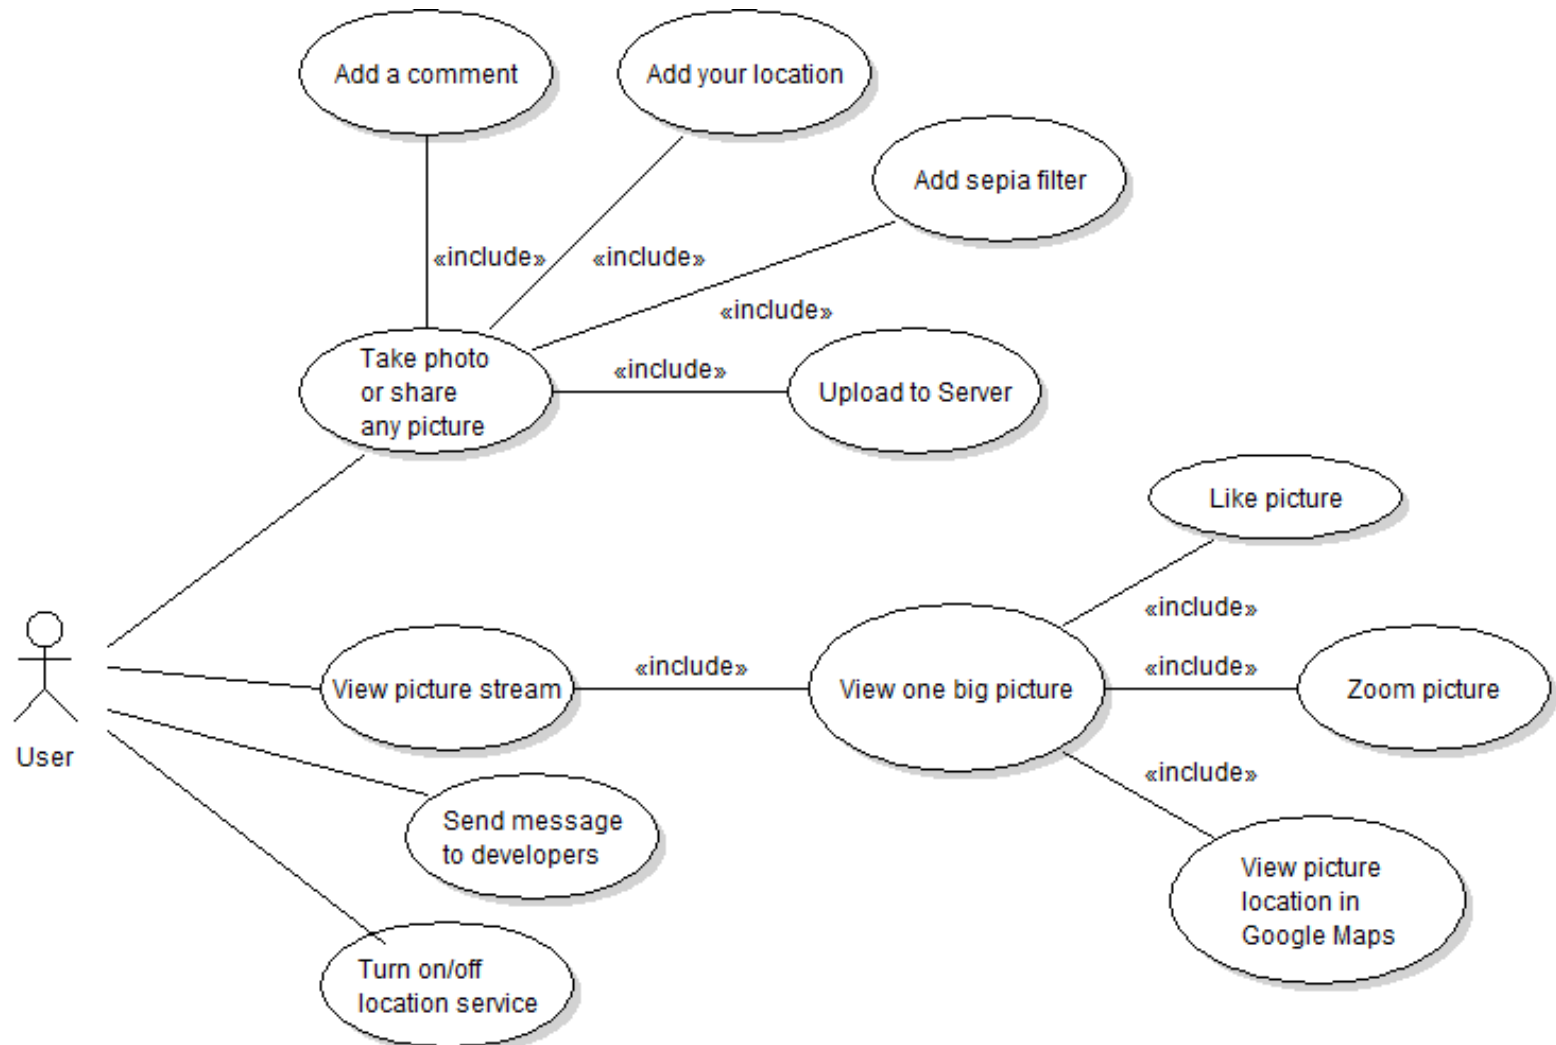 Add a comment
Add your location
Add sepia filter
«include»
«include»
«include»
Take photo
or share
any picture
«include»
Upload to Server
Like picture
«include»
User
View picture stream
«include»
View one big picture
«include»
Zoom picture
«include»
Send message
to developers
View picture
location in
Google Maps
Turn on/off
location service